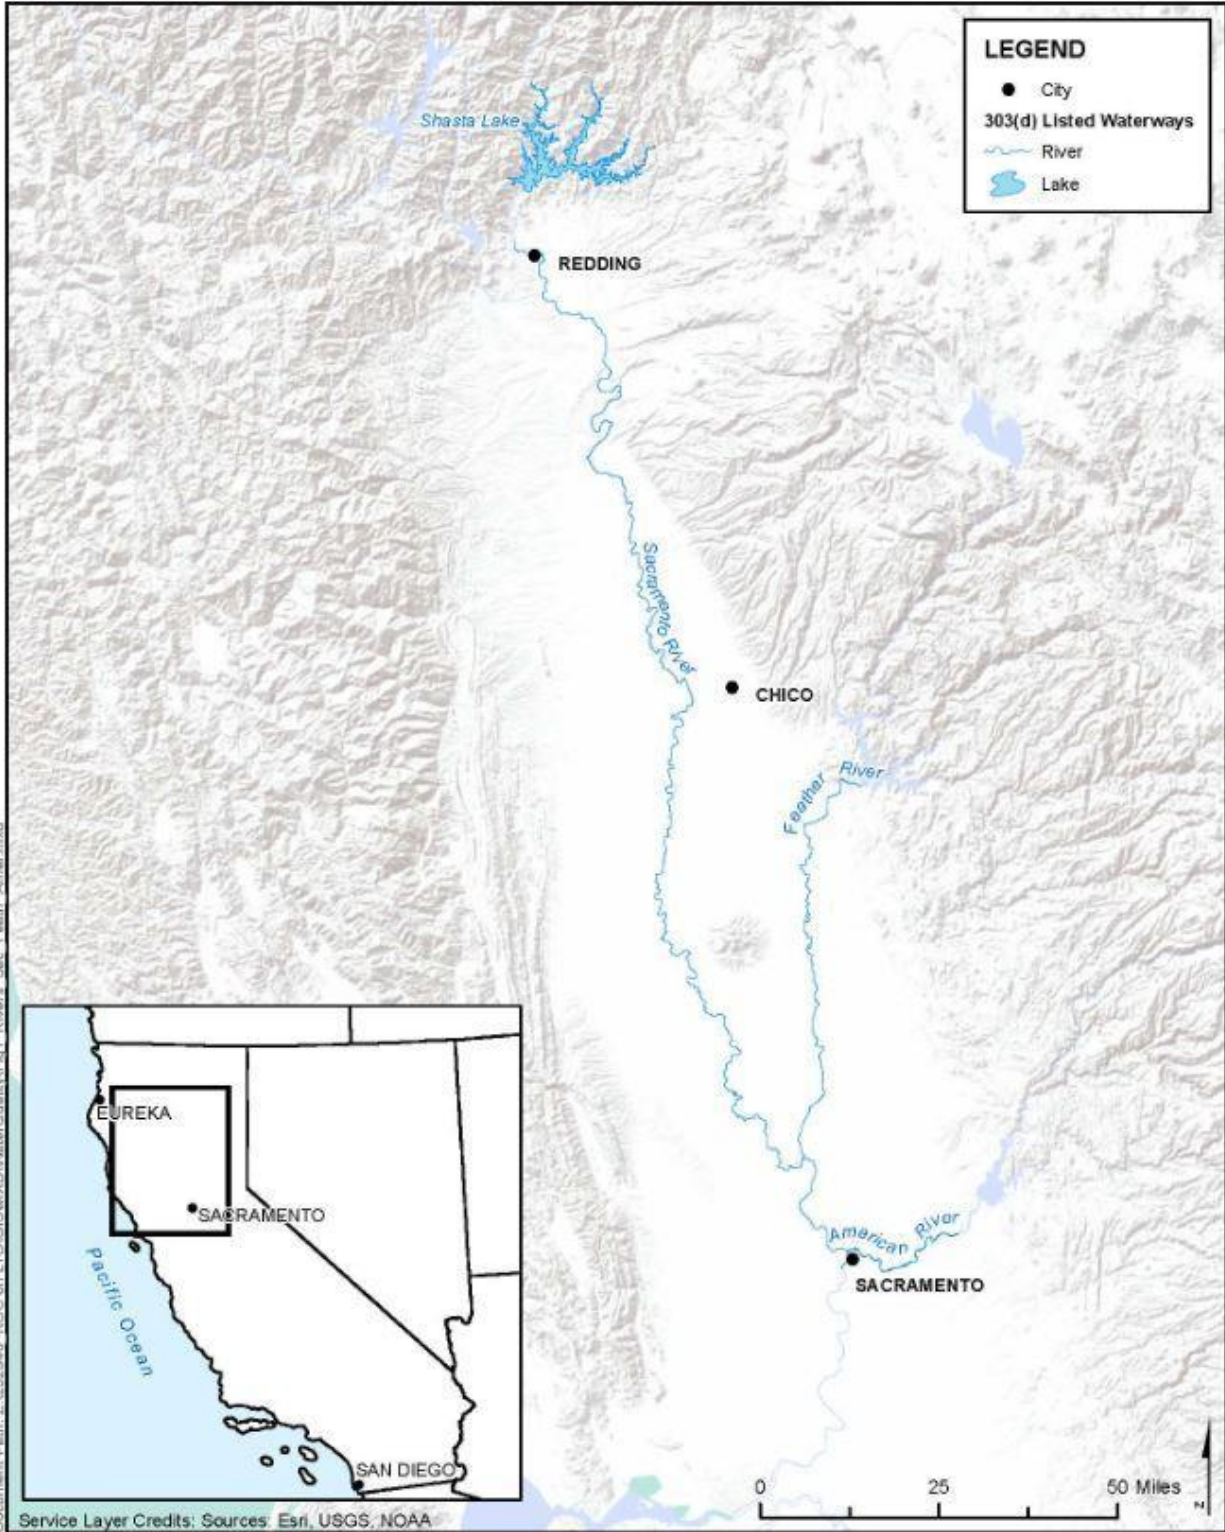 LEGEND
City
303(d) Listed Waterways
River
Lake
Shasta Lake
REDDING
Sacramento River
CHICO
Feather River
American River
SACRAMENTO
EUREKA
SACRAMENTO
Pacific Ocean
SAN DIEGO
0 25 50 Miles
N
Service Layer Credits: Sources: Esri, USGS, NOAA